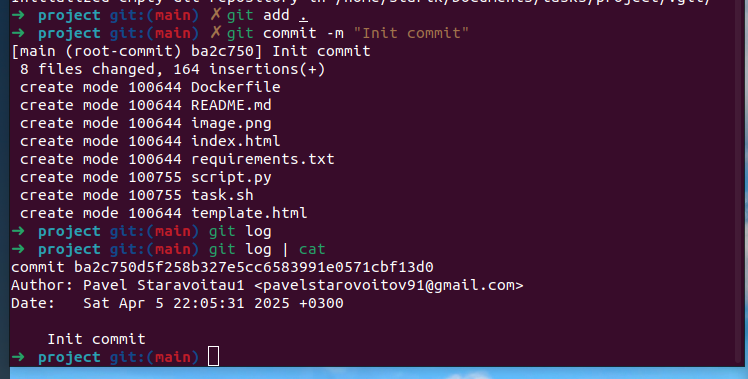 Initialized empty Git repository in /home/startk/Documents/tasks/project/.git/
➜ project git:(main) ✗ git add .
➜ project git:(main) ✗ git commit -m "Init commit"
[main (root-commit) ba2c750] Init commit
8 files changed, 164 insertions(+)
create mode 100644 Dockerfile
create mode 100644 README.md
create mode 100644 image.png
create mode 100644 index.html
create mode 100644 requirements.txt
create mode 100755 script.py
create mode 100755 task.sh
create mode 100644 template.html
➜ project git:(main) git log
➜ project git:(main) git log | cat
commit ba2c750d5f258b327e5cc6583991e0571cbf13d0
Author: Pavel Staravoitau1 <pavelstarovoitov91@gmail.com>
Date: Sat Apr 5 22:05:31 2025 +0300
Init commit
➜ project git:(main)